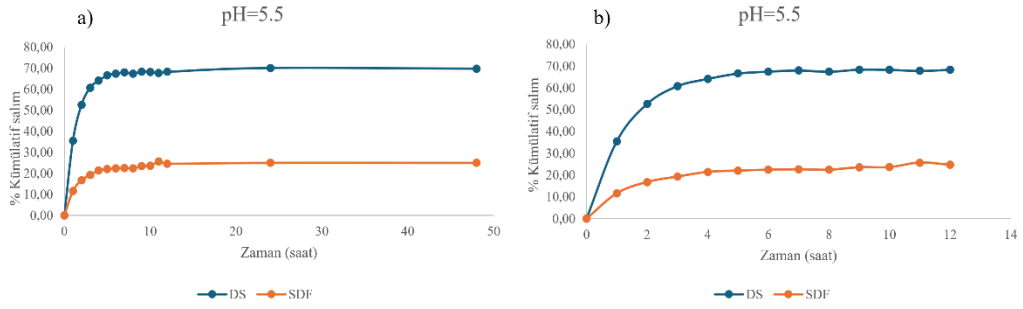 a)
pH=5.5
80,00
70,00
60,00
50,00
40,00
30,00
20,00
10,00
0,00
% Kümülatif salım
0 10 20 30 40 50
Zaman (saat)
DS SDF
b)
pH=5.5
80,00
70,00
60,00
50,00
40,00
30,00
20,00
10,00
0,00
% Kümülatif salım
0 2 4 6 8 10 12 14
Zaman (saat)
DS SDF